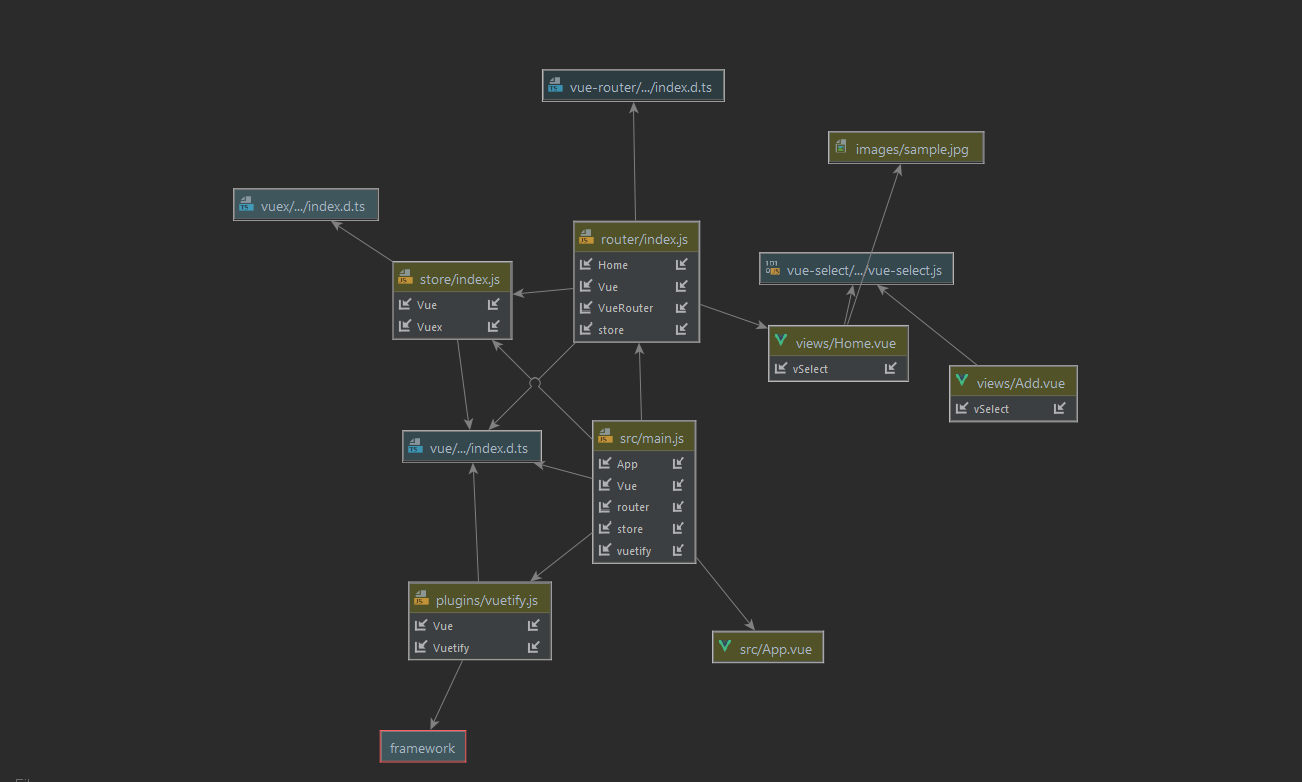 vue-router/.../index.d.ts
images/sample.jpg
vuex/.../index.d.ts
router/index.js
Home
Vue
VueRouter
store
vue-select/.../vue-select.js
store/index.js
Vue
Vuex
views/Home.vue
vSelect
views/Add.vue
vSelect
vue/.../index.d.ts
src/main.js
App
Vue
router
store
vuetify
plugins/vuetify.js
Vue
Vuetify
src/App.vue
framework